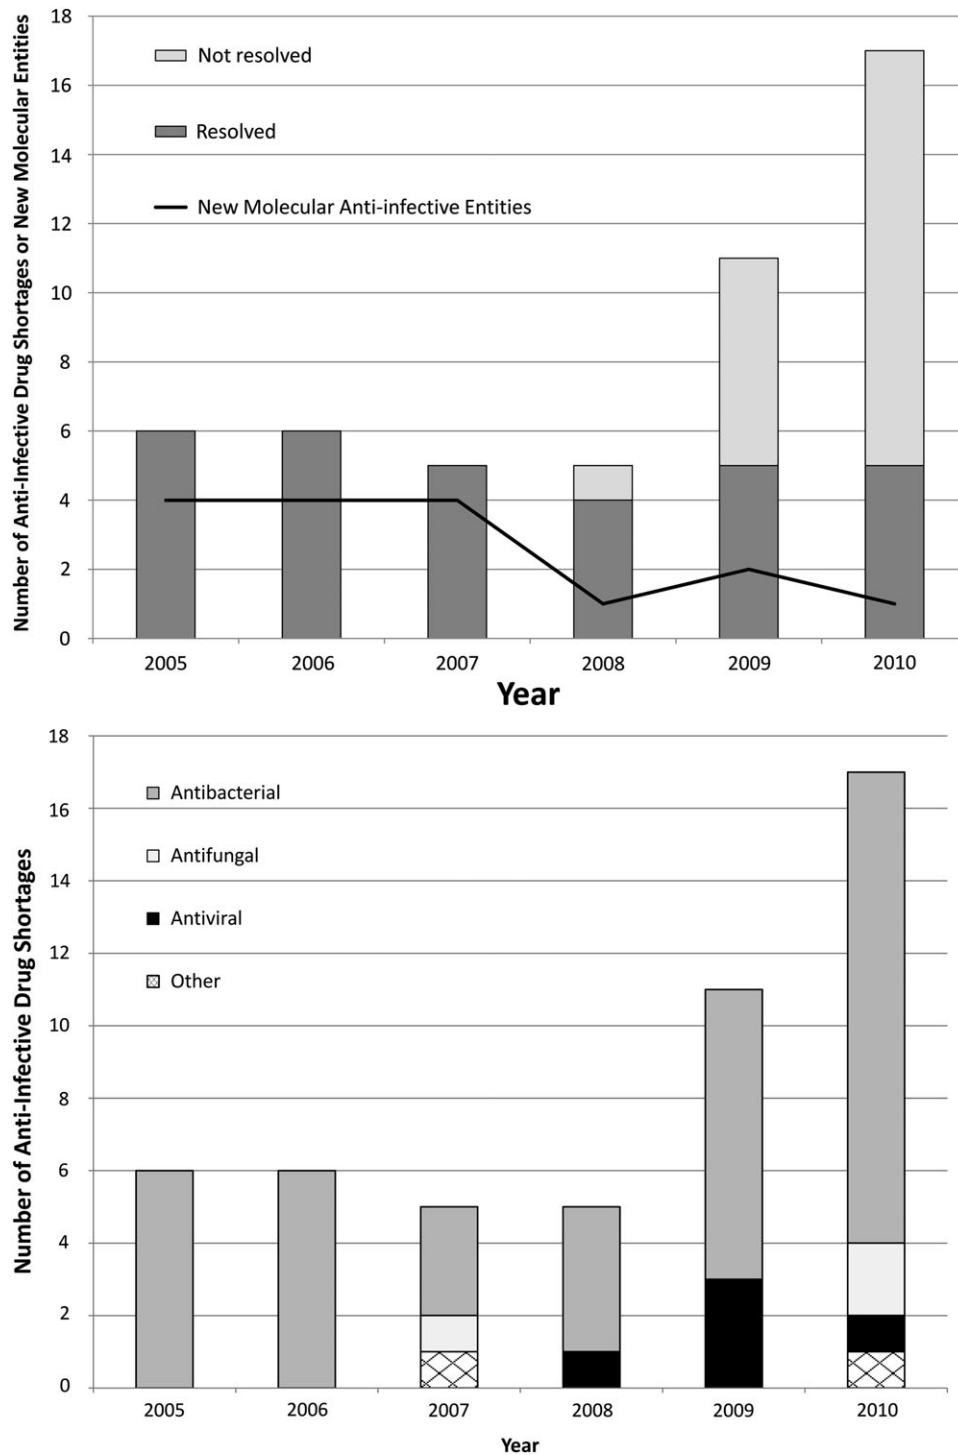 Number of Anti-Infective Drug Shortages or New Molecular Entities
18
16
14
12
10
8
6
4
2
0
Not resolved
Resolved
New Molecular Anti-infective Entities
2005 2006 2007 2008 2009 2010
Year
Number of Anti-Infective Drug Shortages
18
16
14
12
10
8
6
4
2
0
Antibacterial
Antifungal
Antiviral
Other
2005 2006 2007 2008 2009 2010
Year